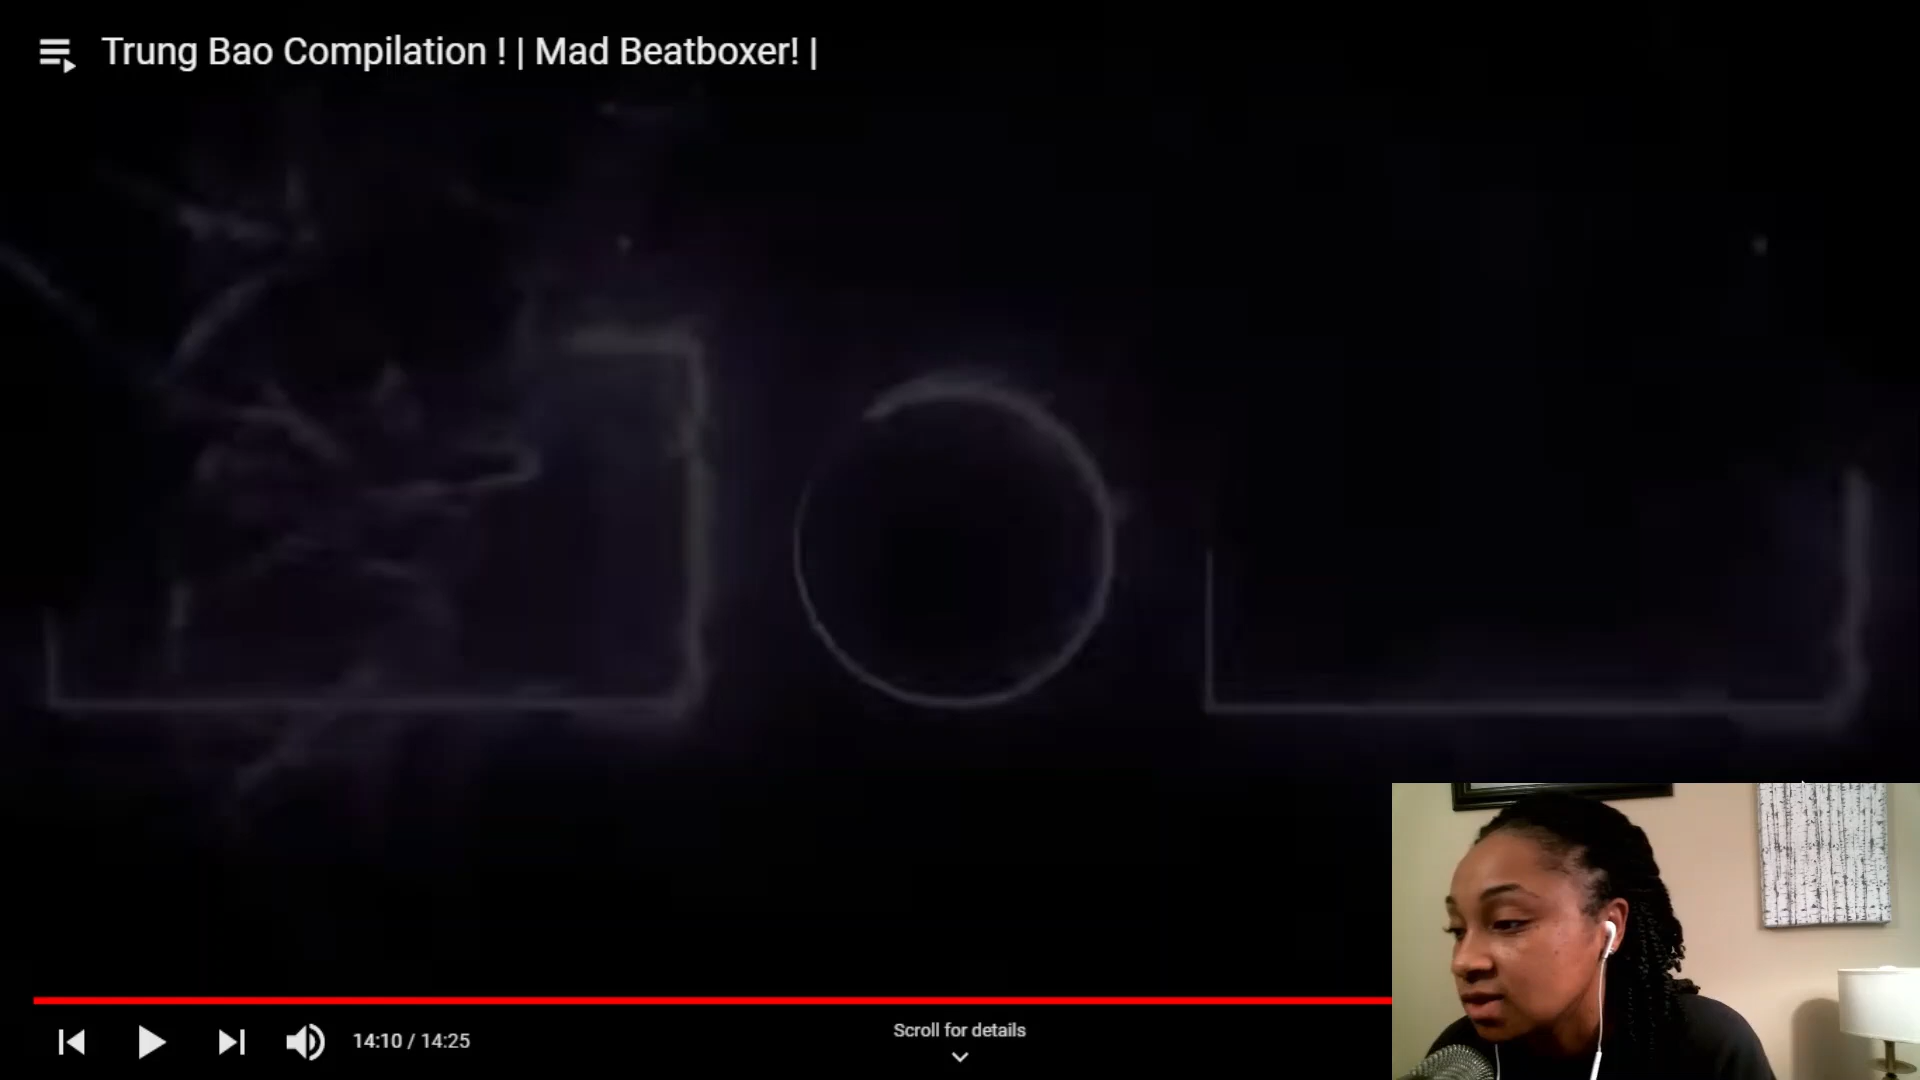 Trung Bao Compilation ! | Mad Beatboxer! |
14:10 / 14:25
Scroll for details